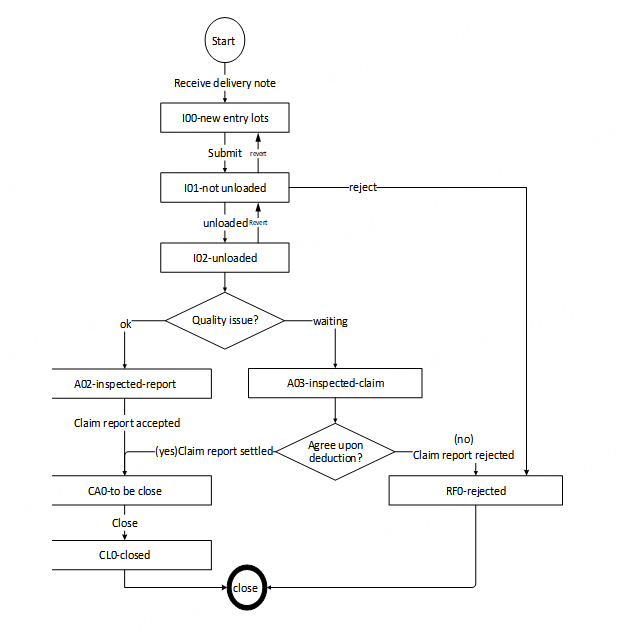 Start
Receive delivery note
I00-new entry lots
Submit
revert
I01-not unloaded
reject
unloaded
Revert
I02-unloaded
Quality issue?
ok
waiting
A02-inspected-report
A03-inspected-claim
Claim report accepted
Agree upon
deduction?
(yes)Claim report settled
(no)
Claim report rejected
CA0-to be close
RF0-rejected
Close
CL0-closed
close